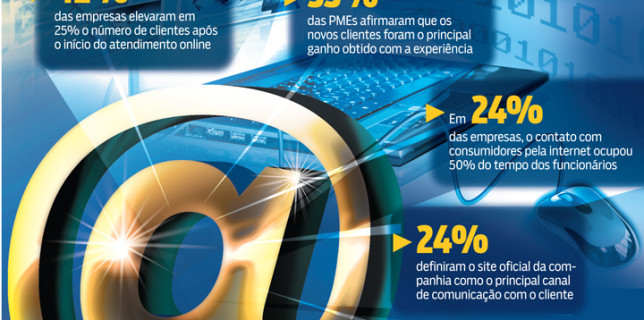 das empresas elevaram em
25% o número de clientes após
o início do atendimento online
das PMEs afirmaram que os
novos clientes foram o principal
ganho obtido com a experiência
Em 24%
das empresas, o contato com
consumidores pela internet ocupou
50% do tempo dos funcionários
24%
definiram o site oficial da com-
panhia como o principal canal
de comunicação com o cliente
@